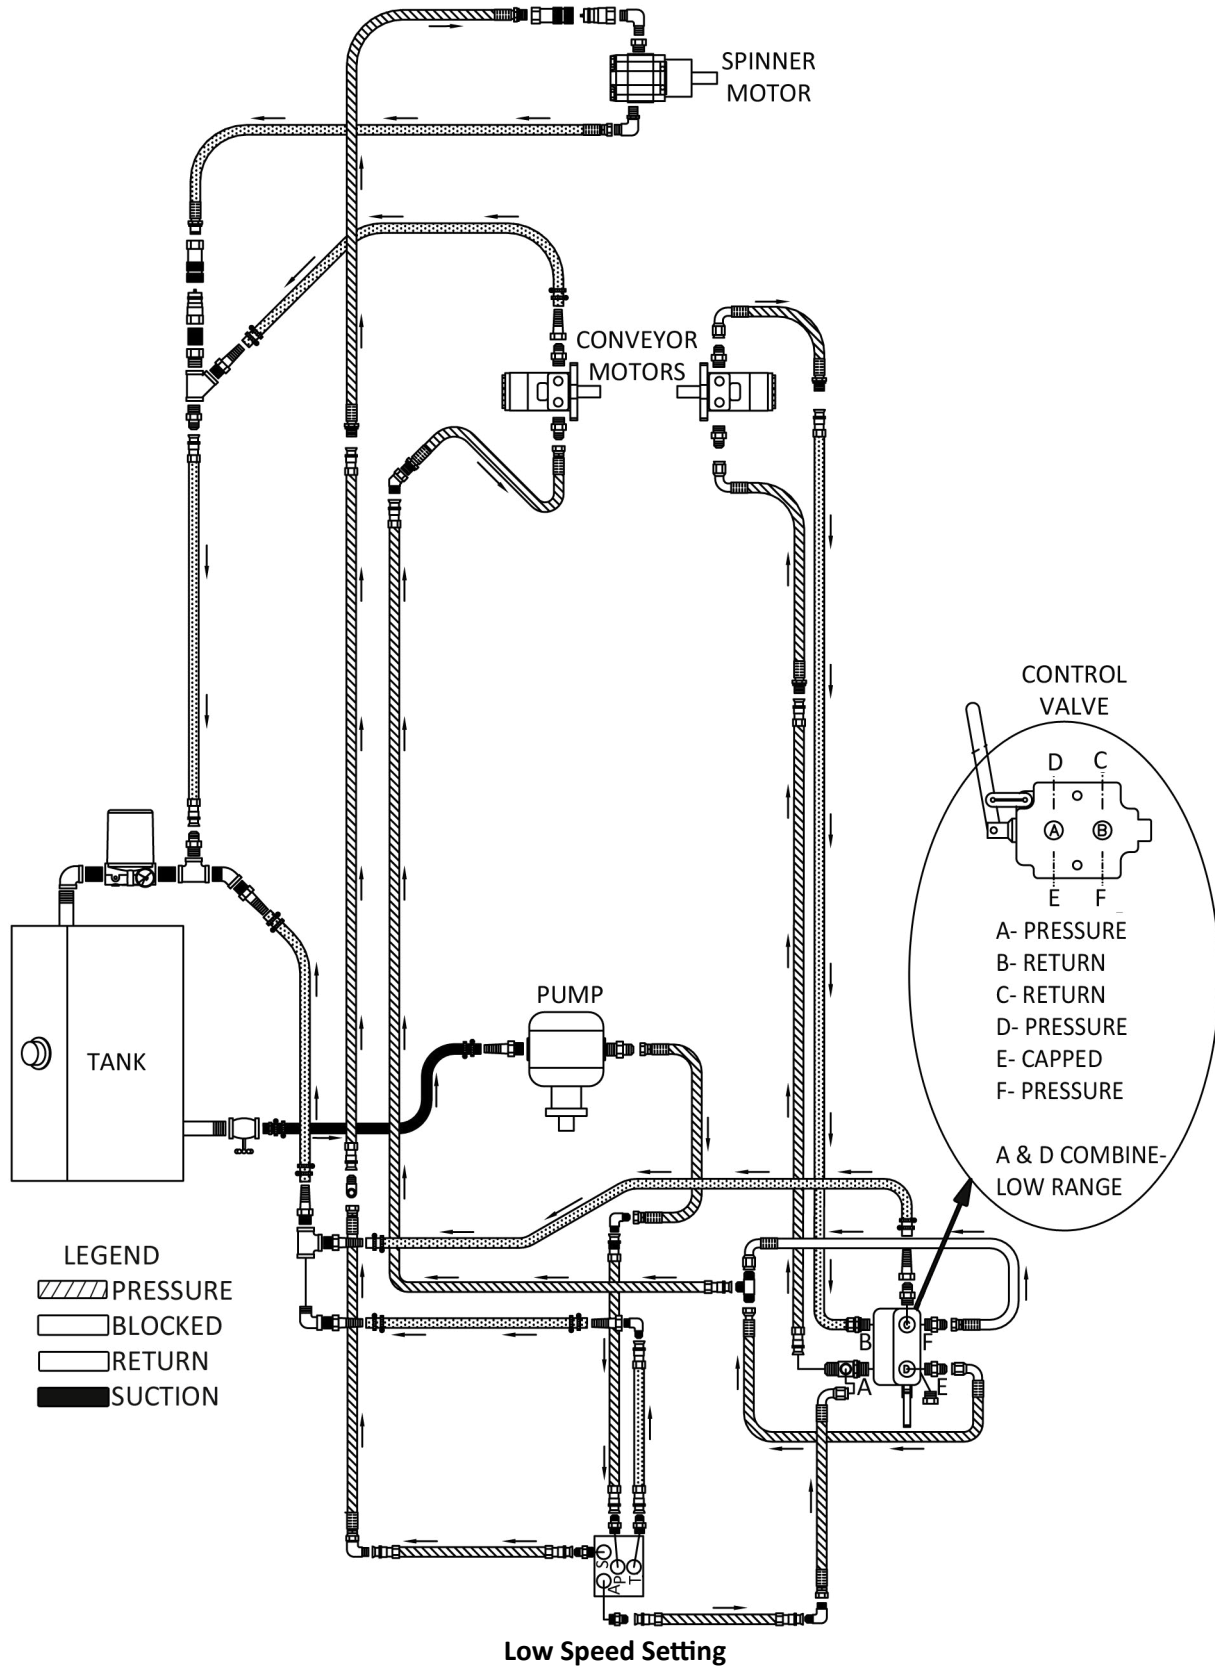 SPINNER
MOTOR
CONVEYOR
MOTORS
CONTROL
VALVE
D C
A B
E F
A- PRESSURE
B- RETURN
C- RETURN
D- PRESSURE
E- CAPPED
F- PRESSURE
A & D COMBINE-
LOW RANGE
PUMP
TANK
LEGEND
PRESSURE
BLOCKED
RETURN
SUCTION
B F
A E
S
A P T
Low Speed Setting